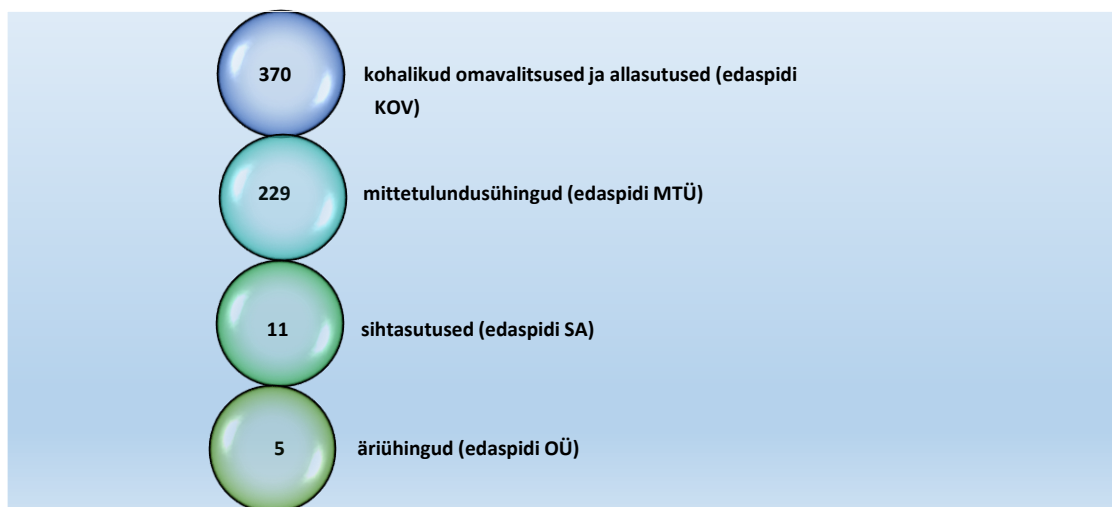 370 kohalikud omavalitsused ja allasutused (edaspidi
KOV)
229 mittetulundusühingud (edaspidi MTÜ)
11 sihtasutused (edaspidi SA)
5 äriühingud (edaspidi OÜ)